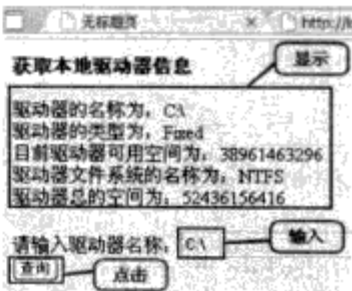 无标题页
http://l
获取本地驱动器信息
显示
驱动器的名称为：C:\
驱动器的类型为：Fixed
目前驱动器可用空间为：38961463296
驱动器文件系统的名称为：NTFS
驱动器总的空间为：52436156416
请输入驱动器名称：C:\
输入
查询
点击